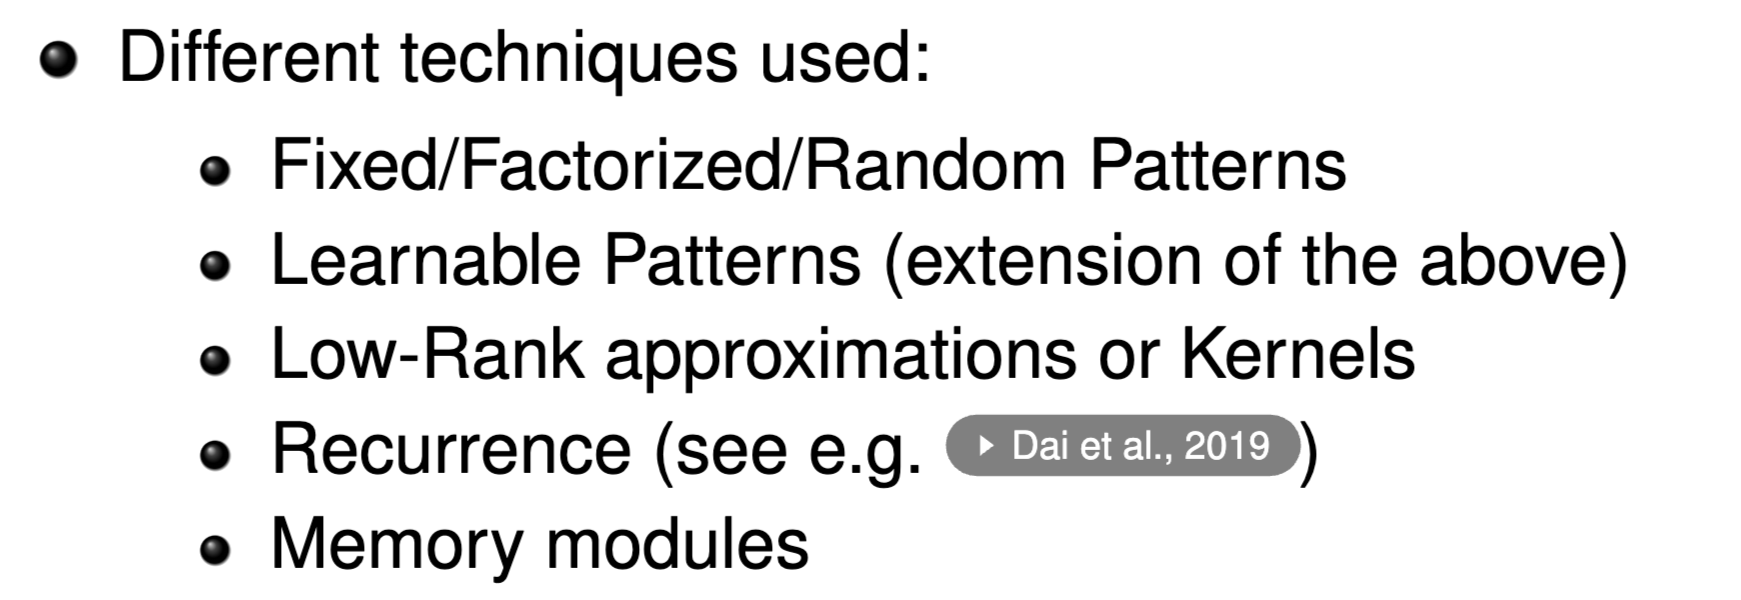 Different techniques used:
Fixed/Factorized/Random Patterns
Learnable Patterns (extension of the above)
Low-Rank approximations or Kernels
Recurrence (see e.g. Dai et al., 2019)
Memory modules